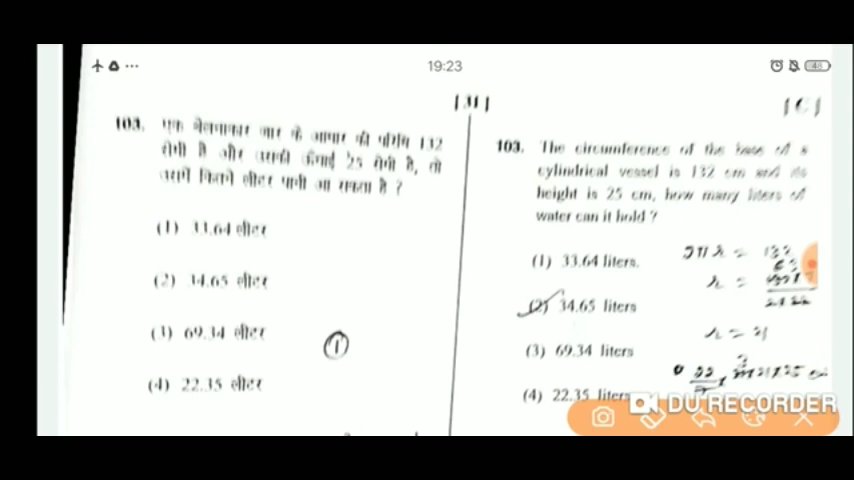 19:23
46
[31]
[C]
103. एक बेलनाकार जार के आधार की परिधि 132
सेमी है और उसकी ऊँचाई 25 सेमी है, तो
उसमें कितने लीटर पानी आ सकता है ?
(1) 33.64 लीटर
(2) 34.65 लीटर
(3) 69.34 लीटर
(4) 22.35 लीटर
1
103. The circumference of the base of a
cylindrical vessel is 132 cm and its
height is 25 cm, how many liters of
water can it hold ?
(1) 33.64 liters.
(2) 34.65 liters
(3) 69.34 liters
(4) 22.35 liters
2πr = 132
r =
r = 21
DU RECORDER